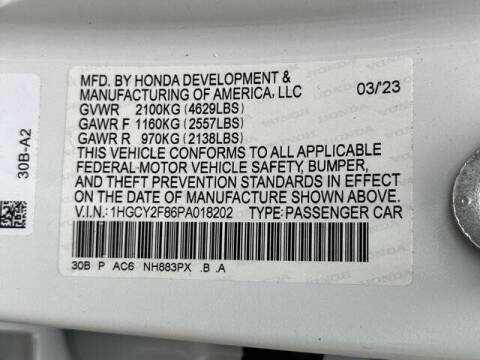 MFD. BY HONDA DEVELOPMENT &
MANUFACTURING OF AMERICA, LLC 03/'23
GVWR 2100KG (4629LBS)
GAWR F 1160KG (2557LBS)
GAWR R 970KG (2138LBS)
THIS VEHICLE CONFORMS TO ALL APPLICABLE
FEDERAL MOTOR VEHICLE SAFETY, BUMPER,
AND THEFT PREVENTION STANDARDS IN EFFECT
ON THE DATE OF MANUFACTURE SHOWN ABOVE.
V.I.N.: 1HGCY2F86PA018202 TYPE: PASSENGER CAR
30B P AC6 NH883PX .B .A
30B-A2